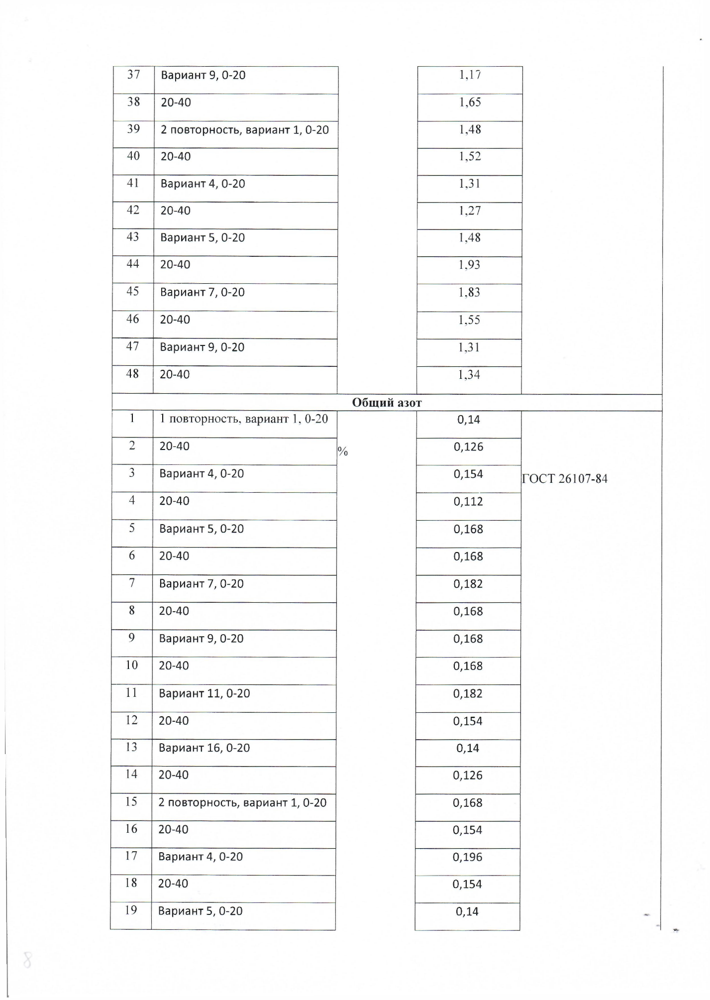 37 Вариант 9, 0-20 1,17
38 20-40 1,65
39 2 повторность, вариант 1, 0-20 1,48
40 20-40 1,52
41 Вариант 4, 0-20 1,31
42 20-40 1,27
43 Вариант 5, 0-20 1,48
44 20-40 1,93
45 Вариант 7, 0-20 1,83
46 20-40 1,55
47 Вариант 9, 0-20 1,31
48 20-40 1,34
Общий азот
1 1 повторность, вариант 1, 0-20 0,14
2 20-40 % 0,126
3 Вариант 4, 0-20 0,154 ГОСТ 26107-84
4 20-40 0,112
5 Вариант 5, 0-20 0,168
6 20-40 0,168
7 Вариант 7, 0-20 0,182
8 20-40 0,168
9 Вариант 9, 0-20 0,168
10 20-40 0,168
11 Вариант 11, 0-20 0,182
12 20-40 0,154
13 Вариант 16, 0-20 0,14
14 20-40 0,126
15 2 повторность, вариант 1, 0-20 0,168
16 20-40 0,154
17 Вариант 4, 0-20 0,196
18 20-40 0,154
19 Вариант 5, 0-20 0,14
8